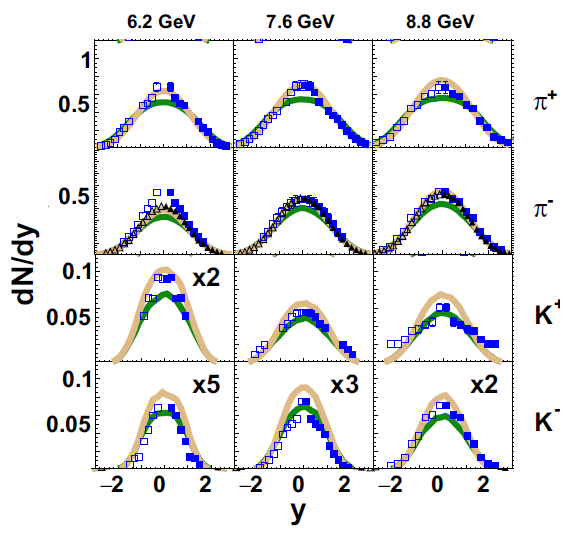 6.2 GeV 7.6 GeV 8.8 GeV
1
0.5
π+
0.5
π-
dN/dy
0.1
x2
0.05
K+
0.1
x5 x3 x2
0.05
K-
−2 0 2 −2 0 2 −2 0 2
y